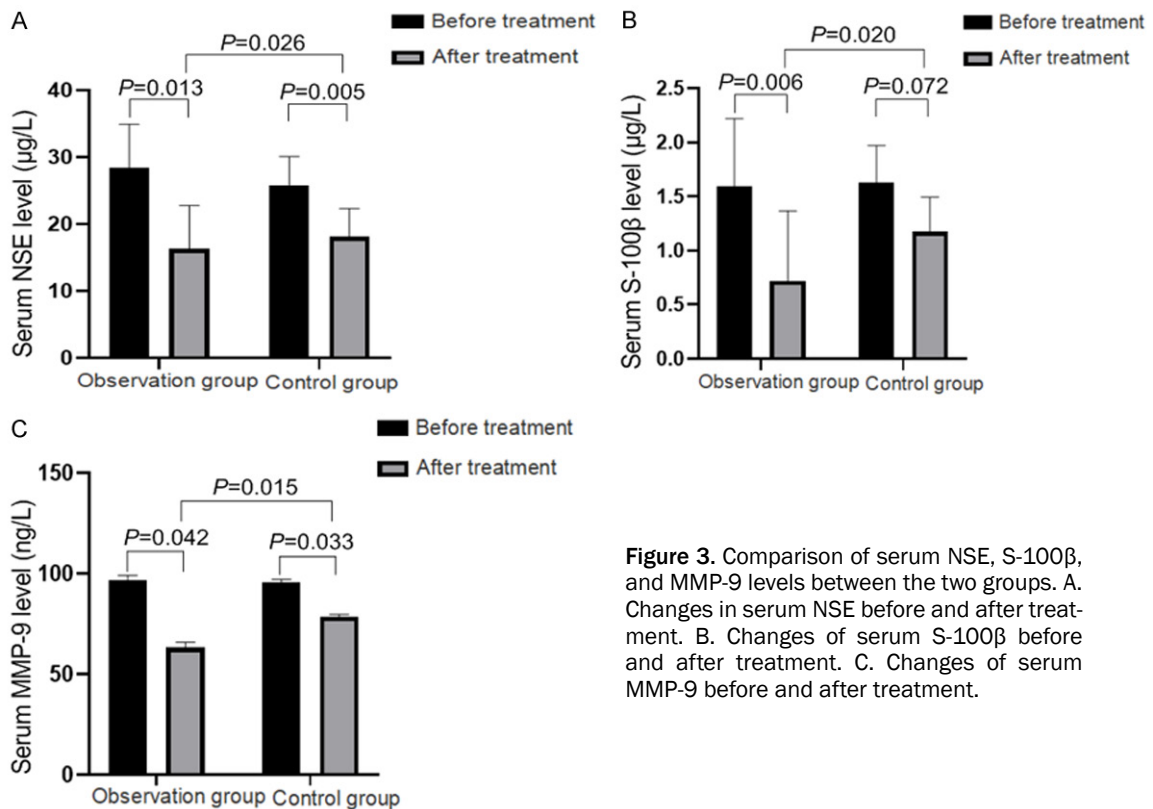 A
Before treatment
After treatment
P=0.026
P=0.013
P=0.005
40
30
20
10
0
Serum NSE level (µg/L)
Observation group
Control group
B
Before treatment
After treatment
P=0.020
P=0.006
P=0.072
2.5
2.0
1.5
1.0
0.5
0.0
Serum S-100β level (µg/L)
Observation group
Control group
C
Before treatment
After treatment
P=0.015
P=0.042
P=0.033
150
100
50
0
Serum MMP-9 level (ng/L)
Observation group
Control group
Figure 3. Comparison of serum NSE, S-100β,
and MMP-9 levels between the two groups. A.
Changes in serum NSE before and after treat-
ment. B. Changes of serum S-100β before
and after treatment. C. Changes of serum
MMP-9 before and after treatment.